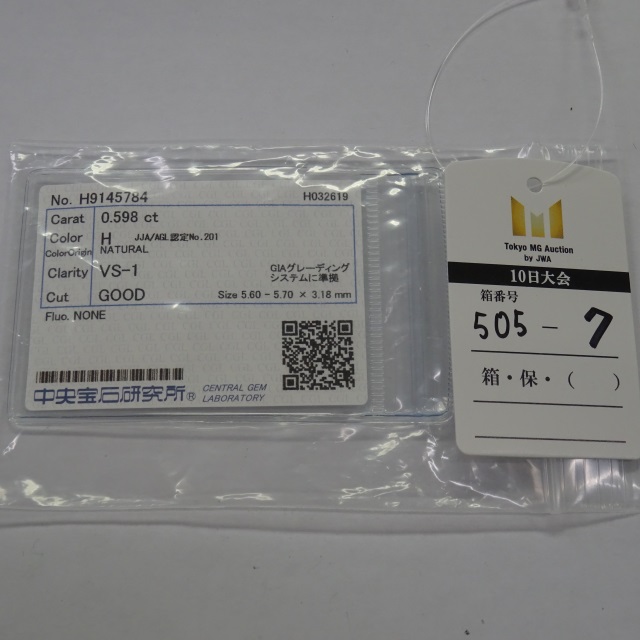 No. H9145784 H032619
Carat 0.598 ct
Color H JJA/AGL認定No.201
ColorOrigin NATURAL
Clarity VS-1 GIAグレーディング
システムに準拠
Cut GOOD Size 5.60 - 5.70 × 3.18 mm
Fluo. NONE
中央宝石研究所® CENTRAL GEM
LABORATORY
Tokyo MG Auction
by JWA
10日大会
箱番号
505 - 7
箱・保・( )